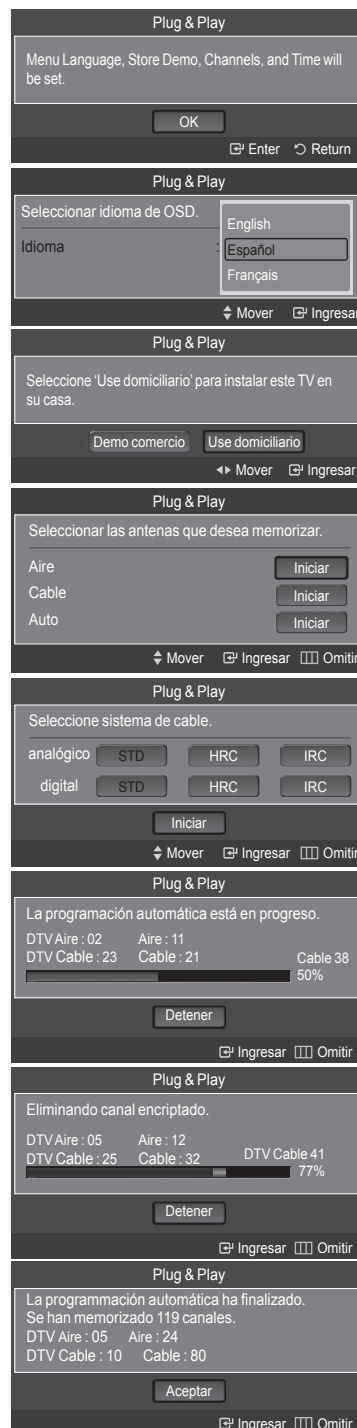 Plug & Play
Menu Language, Store Demo, Channels, and Time will
be set.
OK
Enter Return
Plug & Play
Seleccionar idioma de OSD.
Idioma :
English
Español
Français
Mover Ingresar
Plug & Play
Seleccione 'Use domiciliario' para instalar este TV en
su casa.
Demo comercio Use domiciliario
Mover Ingresar
Plug & Play
Seleccionar las antenas que desea memorizar.
Aire Iniciar
Cable Iniciar
Auto Iniciar
Mover Ingresar Omitir
Plug & Play
Seleccione sistema de cable.
analógico STD HRC IRC
digital STD HRC IRC
Iniciar
Mover Ingresar Omitir
Plug & Play
La programación automática está en progreso.
DTV Aire : 02 Aire : 11
DTV Cable : 23 Cable : 21 Cable 38
50%
Detener
Ingresar Omitir
Plug & Play
Eliminando canal encriptado.
DTV Aire : 05 Aire : 12
DTV Cable : 25 Cable : 32 DTV Cable 41
77%
Detener
Ingresar Omitir
Plug & Play
La programmación automática ha finalizado.
Se han memorizado 119 canales.
DTV Aire : 05 Aire : 24
DTV Cable : 10 Cable : 80
Aceptar
Ingresar Omitir